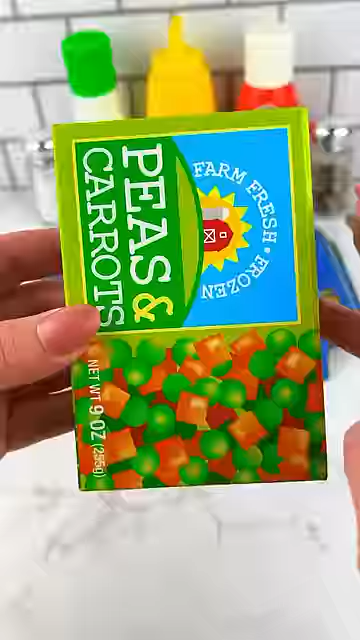 PEAS &
CARROTS
FARM FRESH • FROZEN
NET WT 9 OZ (255g)